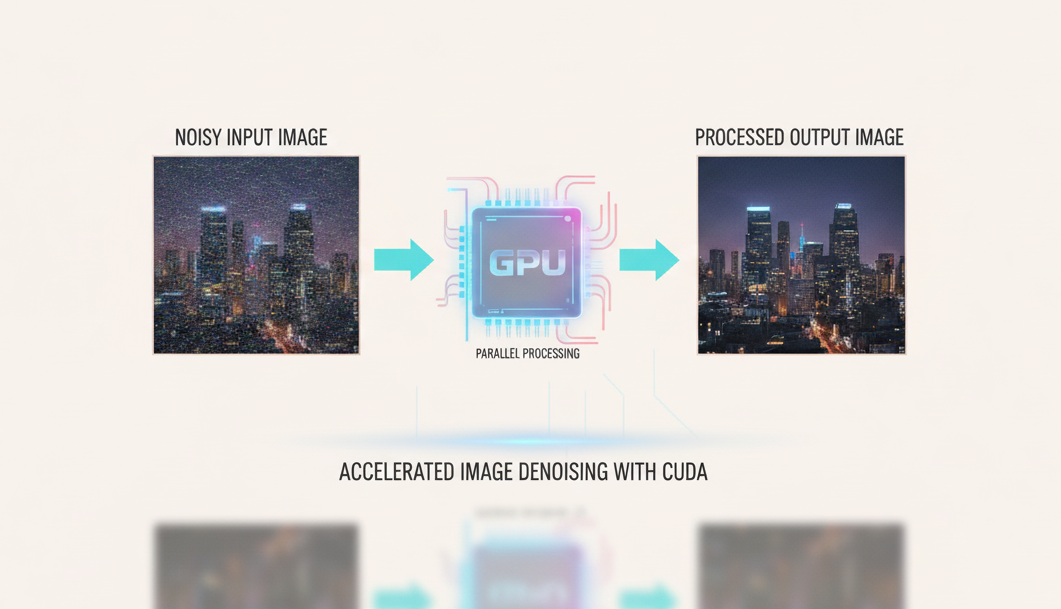 NOISY INPUT IMAGE
PROCESSED OUTPUT IMAGE
GPU
PARALLEL PROCESSING
ACCELERATED IMAGE DENOISING WITH CUDA